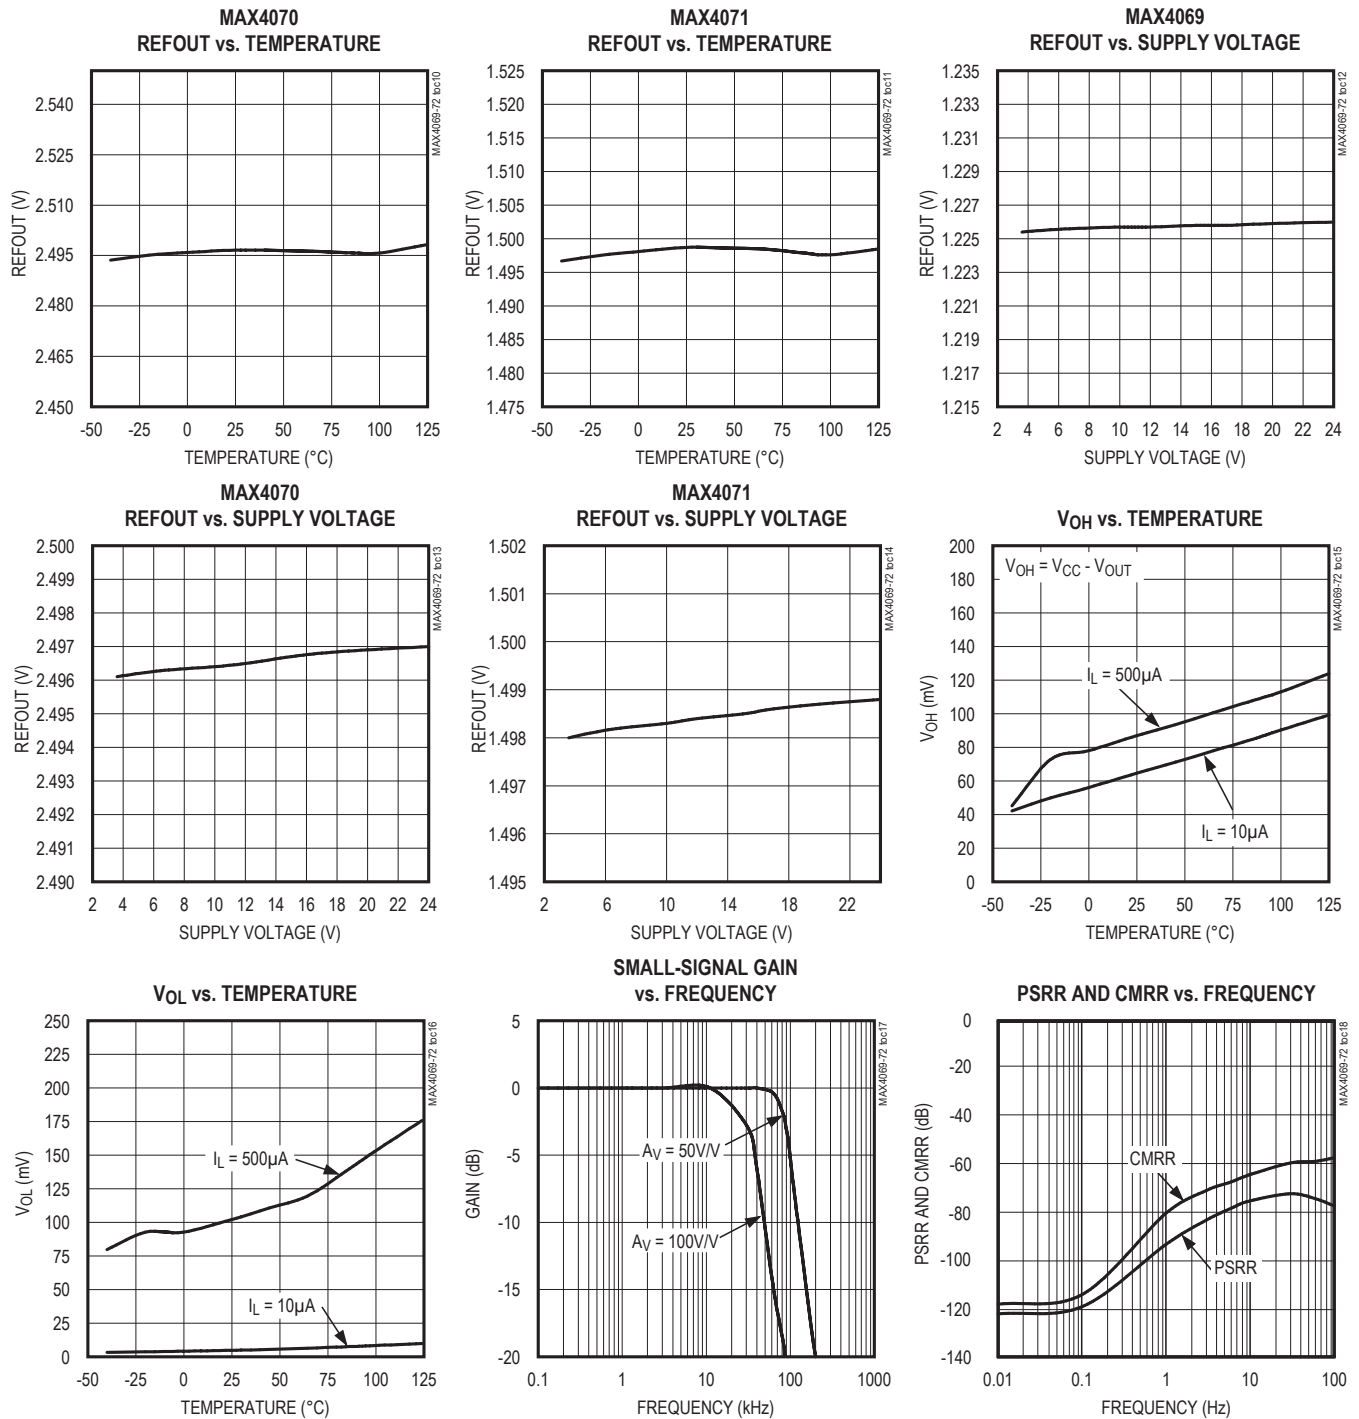 MAX4070
REFOUT vs. TEMPERATURE
2.540
2.525
2.510
2.495
2.480
2.465
2.450
REFOUT (V)
-50 -25 0 25 50 75 100 125
TEMPERATURE (°C)
MAX4069-72 toc10
MAX4071
REFOUT vs. TEMPERATURE
1.525
1.520
1.515
1.510
1.505
1.500
1.495
1.490
1.485
1.480
1.475
REFOUT (V)
-50 -25 0 25 50 75 100 125
TEMPERATURE (°C)
MAX4069-72 toc11
MAX4069
REFOUT vs. SUPPLY VOLTAGE
1.235
1.233
1.231
1.229
1.227
1.225
1.223
1.221
1.219
1.217
1.215
REFOUT (V)
2 4 6 8 10 12 14 16 18 20 22 24
SUPPLY VOLTAGE (V)
MAX4069-72 toc12
MAX4070
REFOUT vs. SUPPLY VOLTAGE
2.500
2.499
2.498
2.497
2.496
2.495
2.494
2.493
2.492
2.491
2.490
REFOUT (V)
2 4 6 8 10 12 14 16 18 20 22 24
SUPPLY VOLTAGE (V)
MAX4069-72 toc13
MAX4071
REFOUT vs. SUPPLY VOLTAGE
1.502
1.501
1.500
1.499
1.498
1.497
1.496
1.495
REFOUT (V)
2 6 10 14 18 22
SUPPLY VOLTAGE (V)
MAX4069-72 toc14
VOH vs. TEMPERATURE
200
180
160
140
120
100
80
60
40
20
0
VOH (mV)
VOH = VCC - VOUT
IL = 500µA
IL = 10µA
-50 -25 0 25 50 75 100 125
TEMPERATURE (°C)
MAX4069-72 toc15
VOL vs. TEMPERATURE
250
225
200
175
150
125
100
75
50
25
0
VOL (mV)
IL = 500µA
IL = 10µA
-50 -25 0 25 50 75 100 125
TEMPERATURE (°C)
MAX4069-72 toc16
SMALL-SIGNAL GAIN
vs. FREQUENCY
5
0
-5
-10
-15
-20
GAIN (dB)
AV = 50V/V
AV = 100V/V
0.1 1 10 100 1000
FREQUENCY (kHz)
MAX4069-72 toc17
PSRR AND CMRR vs. FREQUENCY
0
-20
-40
-60
-80
-100
-120
-140
PSRR AND CMRR (dB)
CMRR
PSRR
0.01 0.1 1 10 100
FREQUENCY (Hz)
MAX4069-72 toc18